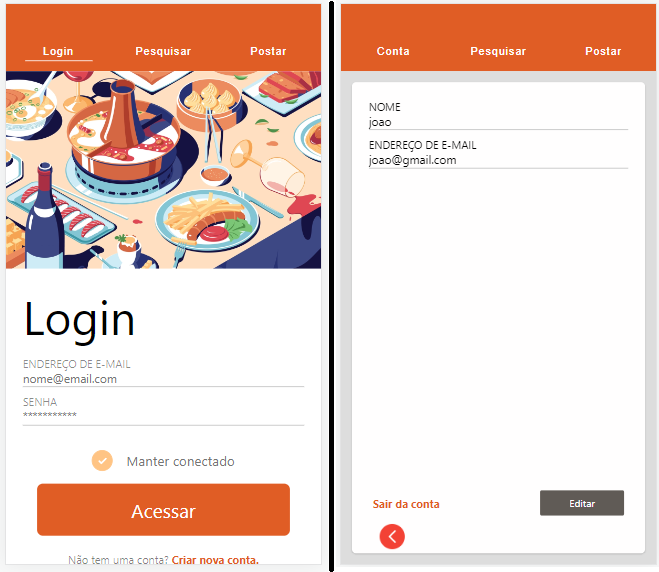 Login Pesquisar Postar
Login
ENDEREÇO DE E-MAIL
nome@email.com
SENHA
***********
Manter conectado
Acessar
Não tem uma conta? Criar nova conta.
Conta Pesquisar Postar
NOME
joao
ENDEREÇO DE E-MAIL
joao@gmail.com
Sair da conta Editar